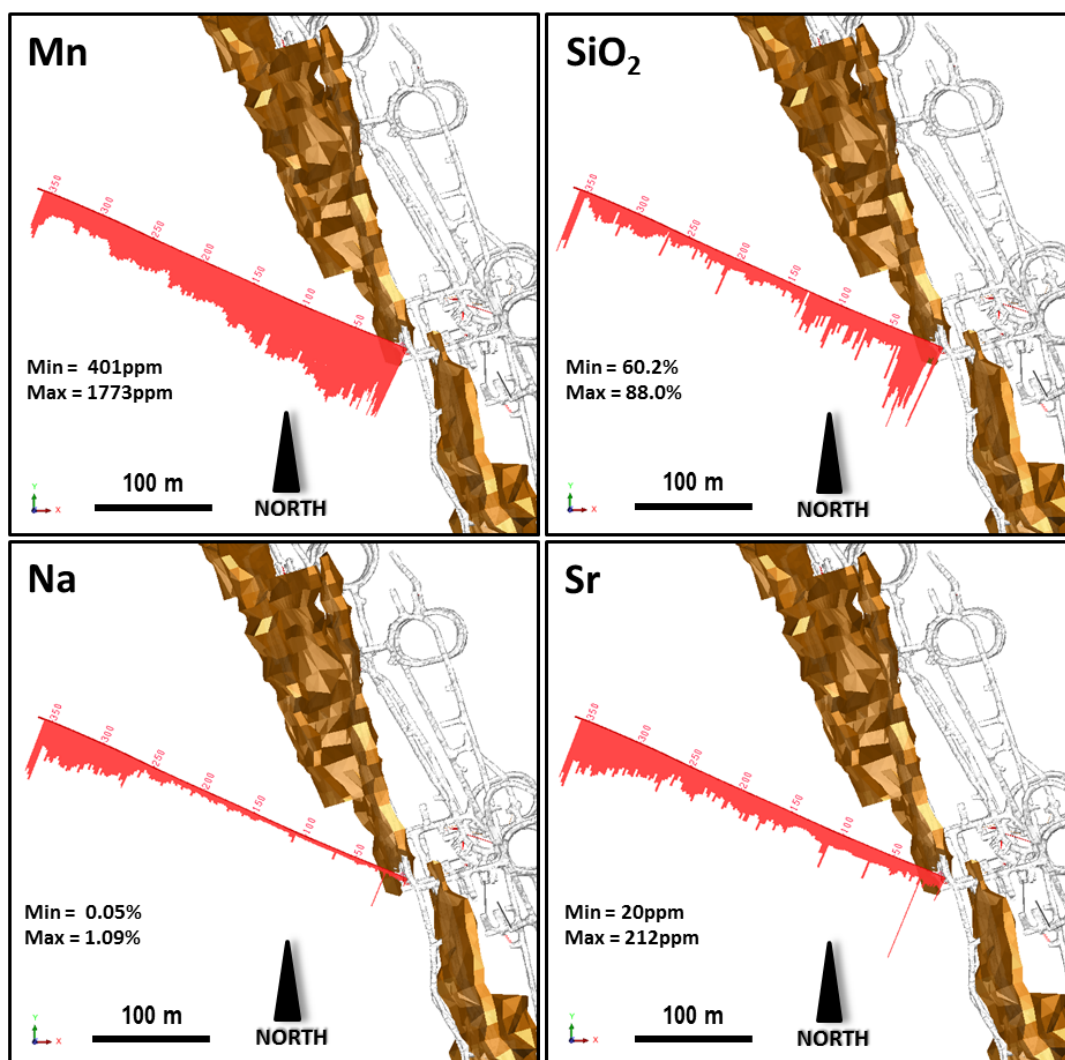 Mn
350
300
250
200
150
100
50
Min = 401ppm
Max = 1773ppm
100 m
NORTH
Y
X
SiO₂
350
300
250
200
150
100
50
Min = 60.2%
Max = 88.0%
100 m
NORTH
Y
X
Na
350
300
250
200
150
100
50
Min = 0.05%
Max = 1.09%
100 m
NORTH
Y
X
Sr
350
300
250
200
150
100
50
Min = 20ppm
Max = 212ppm
100 m
NORTH
Y
X